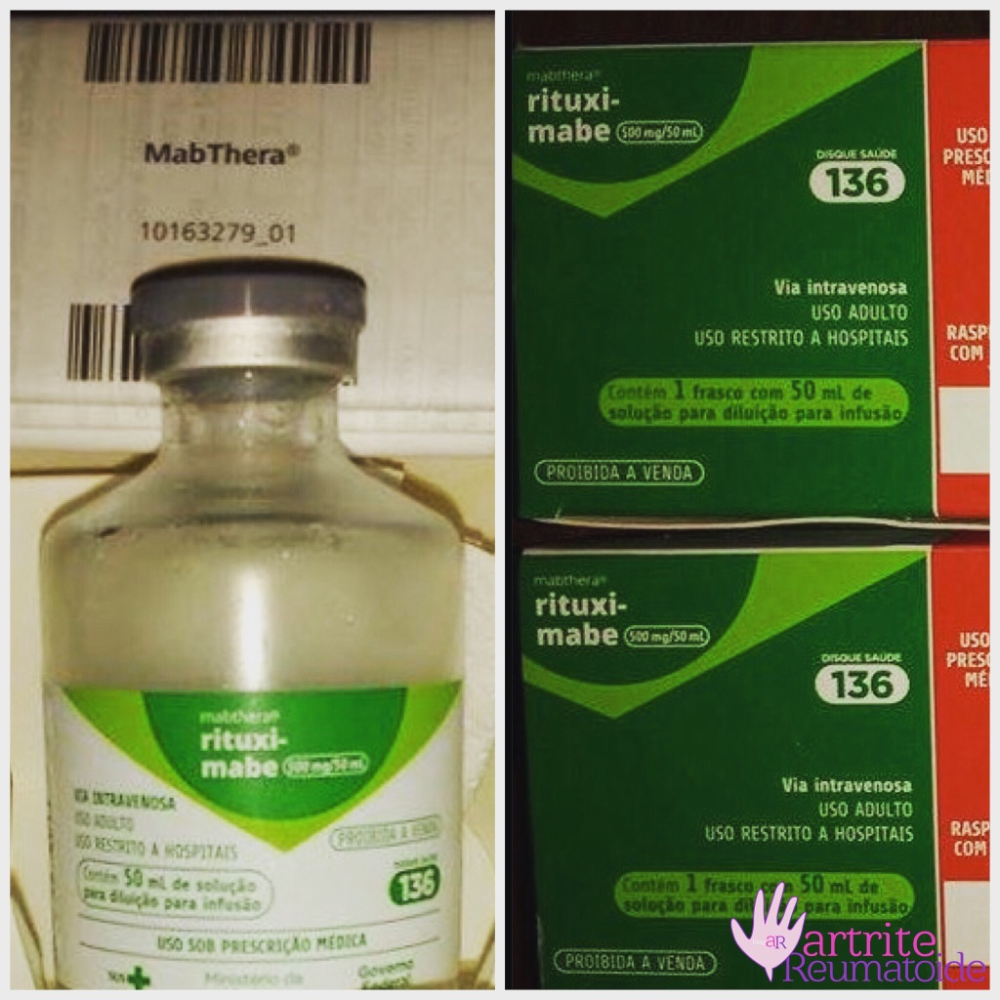 MabThera®
10163279_01
mabthera®
rituxi-
mabe 500 mg/50 mL
VIA INTRAVENOSA
USO ADULTO
USO RESTRITO A HOSPITAIS
PROIBIDA A VENDA
Contém 50 mL de solução
para diluição para infusão
136
USO SOB PRESCRIÇÃO MÉDICA
SUS
Ministério da
Governo
Federal
mabthera®
rituxi-
mabe 500 mg/50 mL
DISQUE SAÚDE
136
Via intravenosa
USO ADULTO
USO RESTRITO A HOSPITAIS
Contém 1 frasco com 50 mL de
solução para diluição para infusão
PROIBIDA A VENDA
USO
PRESC
MÉD
RASP
COM
mabthera®
rituxi-
mabe 500 mg/50 mL
DISQUE SAÚDE
136
Via intravenosa
USO ADULTO
USO RESTRITO A HOSPITAIS
Contém 1 frasco com 50 mL de
solução para diluição para infusão
PROIBIDA A VENDA
USO
PRES
MÉ
RASP
COM
aR
artrite
Reumatoide